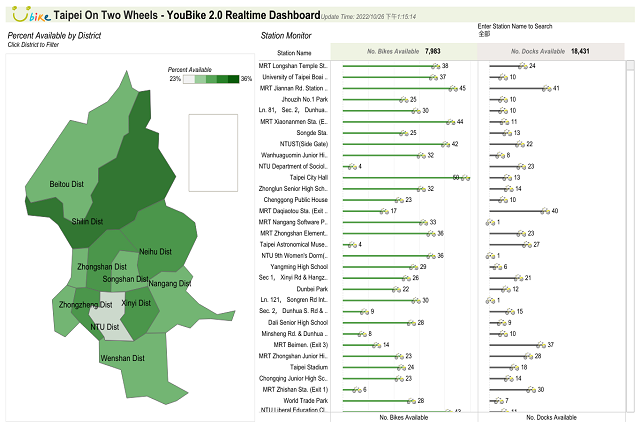 Ubike Taipei On Two Wheels - YouBike 2.0 Realtime Dashboard Update Time: 2022/10/26 下午1:15:14
Percent Available by District
Click District to Filter
Percent Available
23% 36%
Beitou Dist
Shilin Dist
Neihu Dist
Zhongshan Dist
Songshan Dist
Nangang Dist
Zhongzheng Dist
Xinyi Dist
NTU Dist
Wenshan Dist
Station Monitor
Enter Station Name to Search
全部
Station Name No. Bikes Available 7,983 No. Docks Available 18,431
MRT Longshan Temple St.. 38 24
University of Taipei Boai .. 37 10
MRT Jiannan Rd. Station .. 45 41
Jhouzih No.1 Park 25 10
Ln. 81, Sec. 2, Dunhua.. 30 10
MRT Xiaonanmen Sta. (E.. 44 11
Songde Sta. 25 13
NTUST(Side Gate) 42 22
Wanhuaguomin Junior Hi.. 32 8
NTU Department of Sociol.. 4 23
Taipei City Hall 50 13
Zhonglun Senior High Sch.. 32 14
Chenggong Public House 23 10
MRT Daqiaotou Sta. (Exit .. 17 40
MRT Nangang Software P.. 33 1
MRT Zhongshan Element.. 36 23
Taipei Astronomical Muse.. 4 27
NTU 9th Women's Dorm(.. 36 1
Yangming High School 29 6
Sec 1, Xinyi Rd & Hangz.. 26 21
Dunbei Park 22 12
Ln. 121, Songren Rd Int.. 30 1
Sec. 2, Dunhua S. Rd & .. 9 15
Dali Senior High School 28 9
Minsheng Rd. & Dunhua .. 8 10
MRT Beimen. (Exit 3) 14 37
MRT Zhongshan Junior Hi.. 23 28
Taipei Stadium 24 18
Chongqing Junior High Sc.. 23 14
MRT Zhishan Sta. (Exit 1) 6 30
World Trade Park 28 7
NTU Liberal Education Cl.. 43 11
No. Bikes Available No. Docks Available